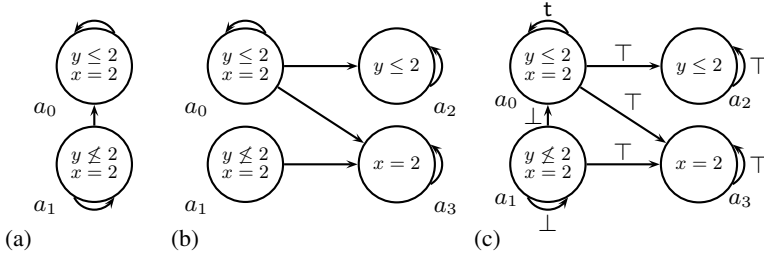 y ≤ 2
x = 2
a₀
y ≰ 2
x = 2
a₁
(a)
y ≤ 2
x = 2
a₀
y ≤ 2
a₂
y ≰ 2
x = 2
a₁
x = 2
a₃
(b)
t
y ≤ 2
x = 2
a₀
⊤
y ≤ 2
⊤
a₂
⊤
⊥
y ≰ 2
x = 2
a₁
⊤
x = 2
⊤
a₃
⊥
(c)